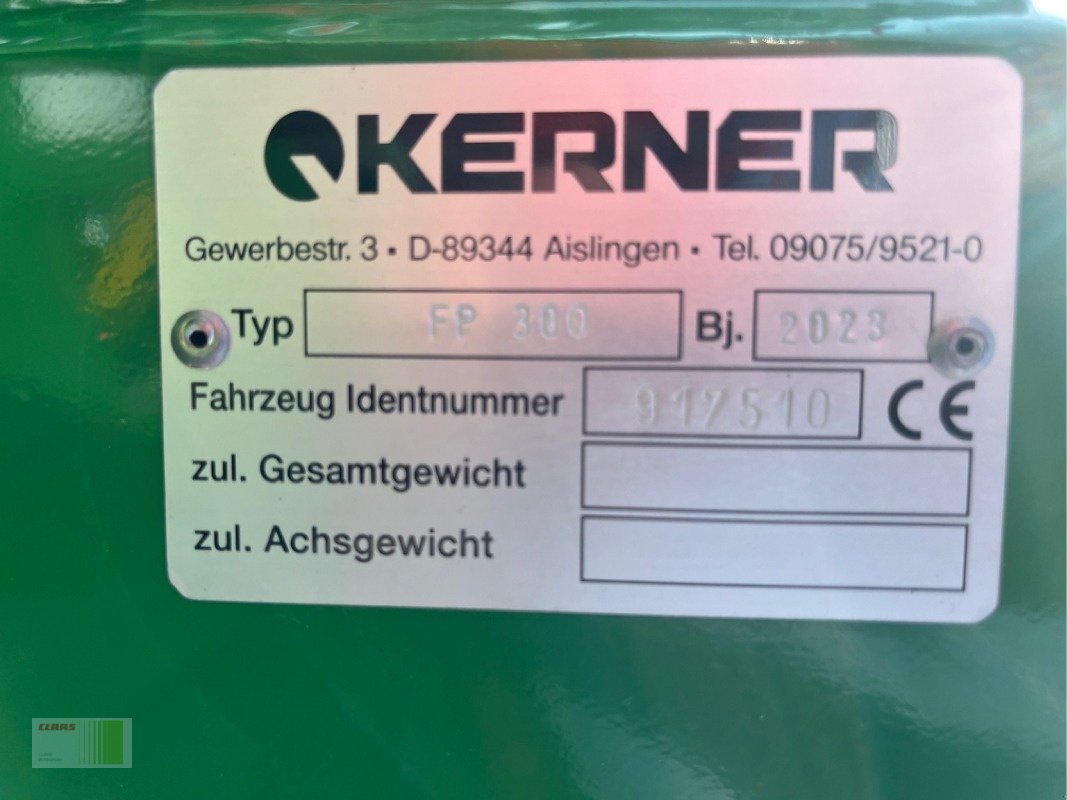 KERNER
Gewerbestr. 3 • D-89344 Aislingen • Tel. 09075/9521-0
Typ FP 300 Bj. 2023
Fahrzeug Identnummer 917510 CE
zul. Gesamtgewicht
zul. Achsgewicht
CLAAS